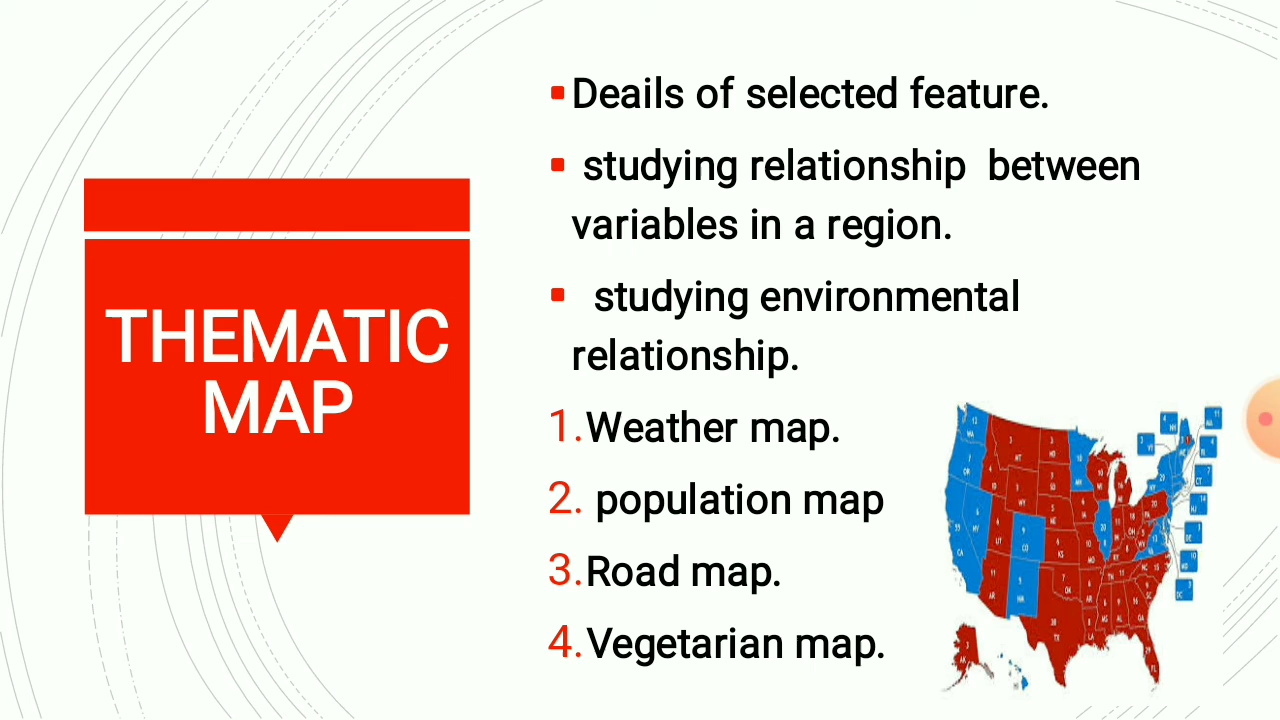 THEMATIC
MAP
Deails of selected feature.
studying relationship between
variables in a region.
studying environmental
relationship.
1.Weather map.
2. population map
3.Road map.
4.Vegetarian map.